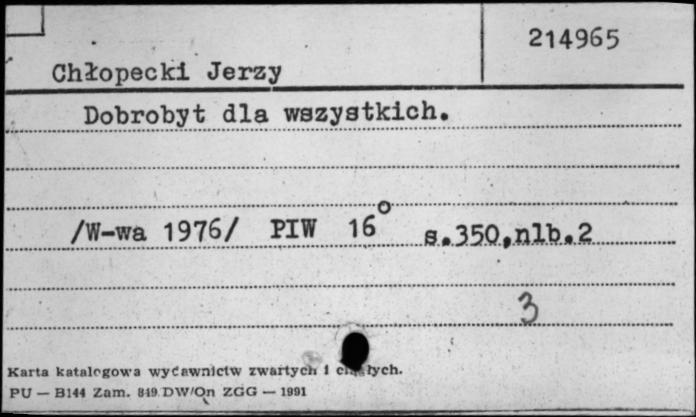 214965
Chłopecki Jerzy
Dobrobyt dla wszystkich.
/W-wa 1976/ PIW 16° s.350,nlb.2
3
Karta katalogowa wydawnictw zwartych i ciągłych.
PU — B144 Zam. 849 DW/On ZGG — 1991